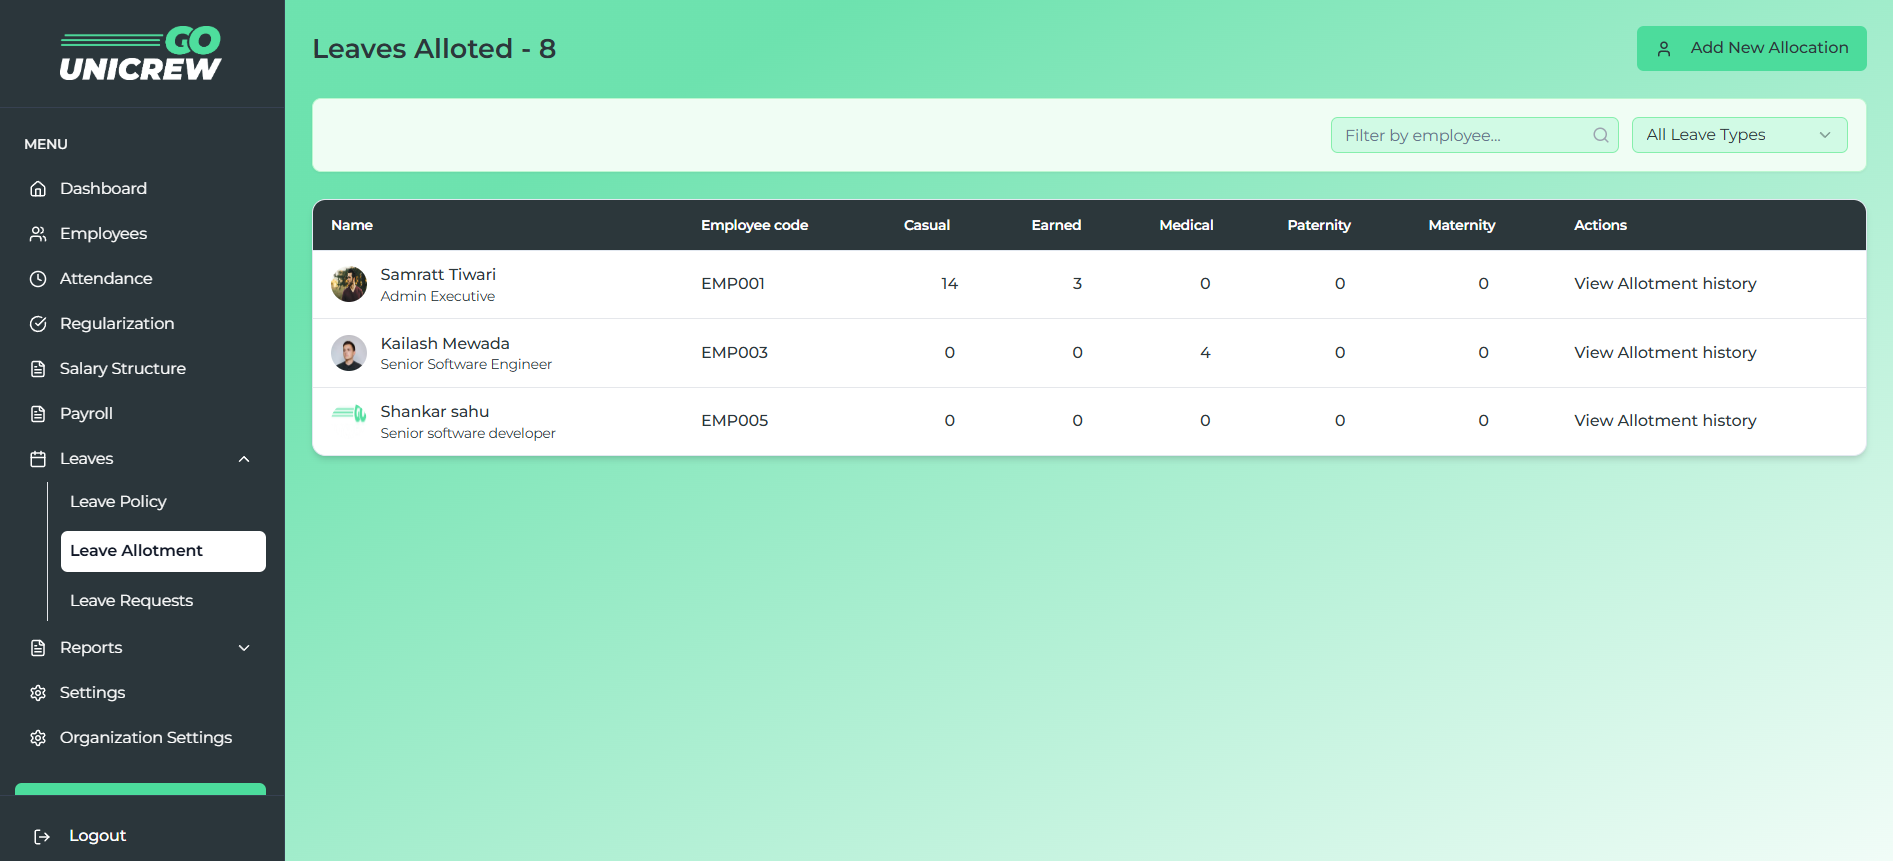 GO
UNICREW
MENU
Dashboard
Employees
Attendance
Regularization
Salary Structure
Payroll
Leaves
Leave Policy
Leave Allotment
Leave Requests
Reports
Settings
Organization Settings
Logout
Leaves Alloted - 8
Add New Allocation
Filter by employee...
All Leave Types
Name Employee code Casual Earned Medical Paternity Maternity Actions
Samratt Tiwari
Admin Executive
EMP001 14 3 0 0 0 View Allotment history
Kailash Mewada
Senior Software Engineer
EMP003 0 0 4 0 0 View Allotment history
Shankar sahu
Senior software developer
EMP005 0 0 0 0 0 View Allotment history